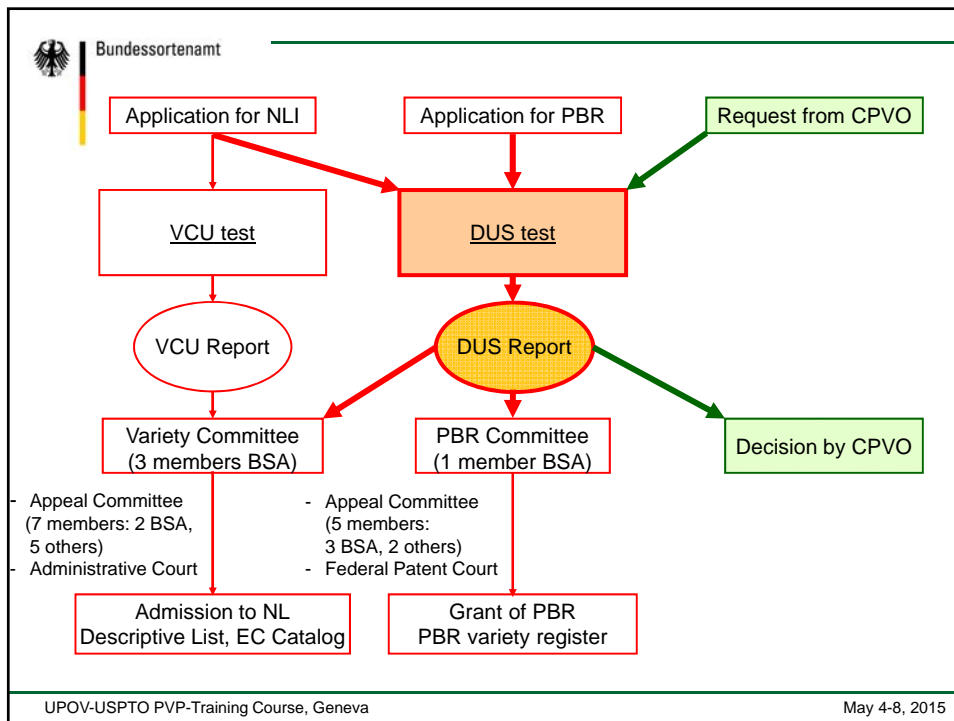 Bundessortenamt
Application for NLI
Application for PBR
Request from CPVO
VCU test
DUS test
VCU Report
DUS Report
Variety Committee
(3 members BSA)
PBR Committee
(1 member BSA)
Decision by CPVO
- Appeal Committee
(7 members: 2 BSA,
5 others)
- Administrative Court
- Appeal Committee
(5 members:
3 BSA, 2 others)
- Federal Patent Court
Admission to NL
Descriptive List, EC Catalog
Grant of PBR
PBR variety register
UPOV-USPTO PVP-Training Course, Geneva
May 4-8, 2015